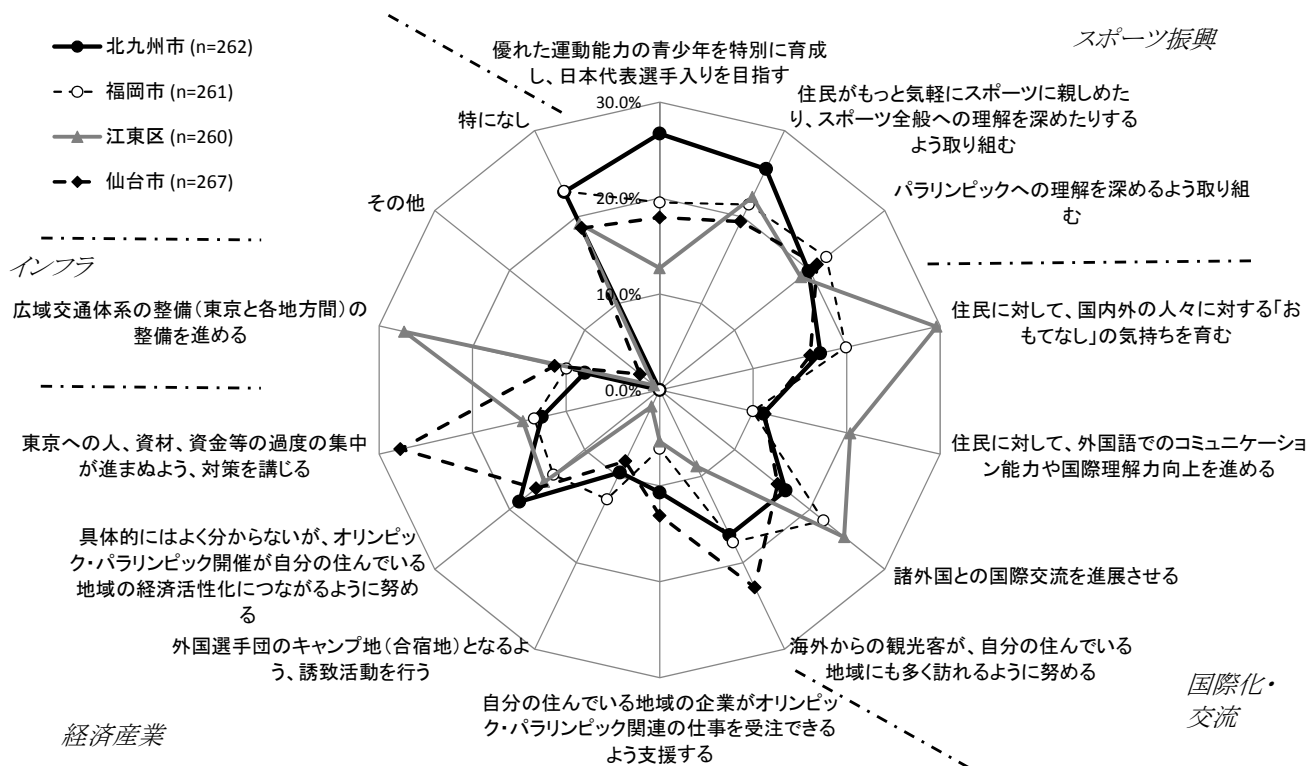 北九州市 (n=262)
福岡市 (n=261)
江東区 (n=260)
仙台市 (n=267)
スポーツ振興
優れた運動能力の青少年を特別に育成
し、日本代表選手入りを目指す
住民がもっと気軽にスポーツに親しめた
り、スポーツ全般への理解を深めたりする
よう取り組む
パラリンピックへの理解を深めるよう取り組
む
住民に対して、国内外の人々に対する「お
もてなし」の気持ちを育む
住民に対して、外国語でのコミュニケーショ
ン能力や国際理解力向上を進める
諸外国との国際交流を進展させる
海外からの観光客が、自分の住んでいる
地域にも多く訪れるように努める
国際化・
交流
自分の住んでいる地域の企業がオリンピッ
ク・パラリンピック関連の仕事を受注できる
よう支援する
経済産業
外国選手団のキャンプ地(合宿地)となるよ
う、誘致活動を行う
具体的にはよく分からないが、オリンピッ
ク・パラリンピック開催が自分の住んでいる
地域の経済活性化につながるように努め
る
東京への人、資材、資金等の過度の集中
が進まぬよう、対策を講じる
インフラ
広域交通体系の整備(東京と各地方間)の
整備を進める
その他
特になし
30.0%
20.0%
10.0%
0.0%